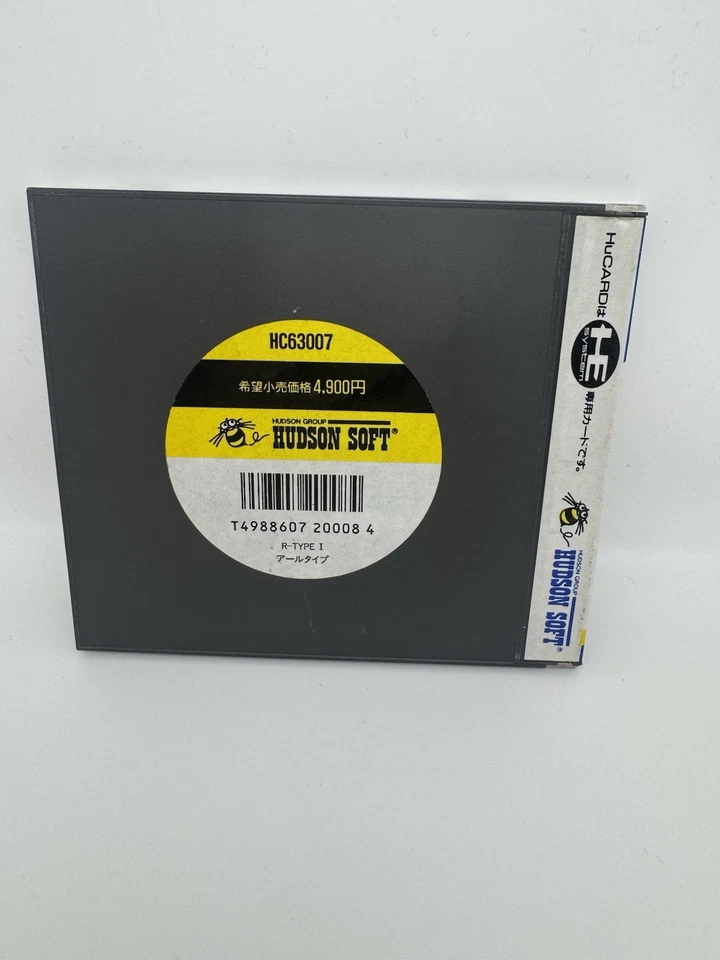 HC63007
希望小売価格 4,900円
HUDSON GROUP
HUDSON SOFT®
T4988607 20008 4
R-TYPE I
アールタイプ
HuCARDは HE SYSTEM 専用カードです。
HUDSON GROUP
HUDSON SOFT®